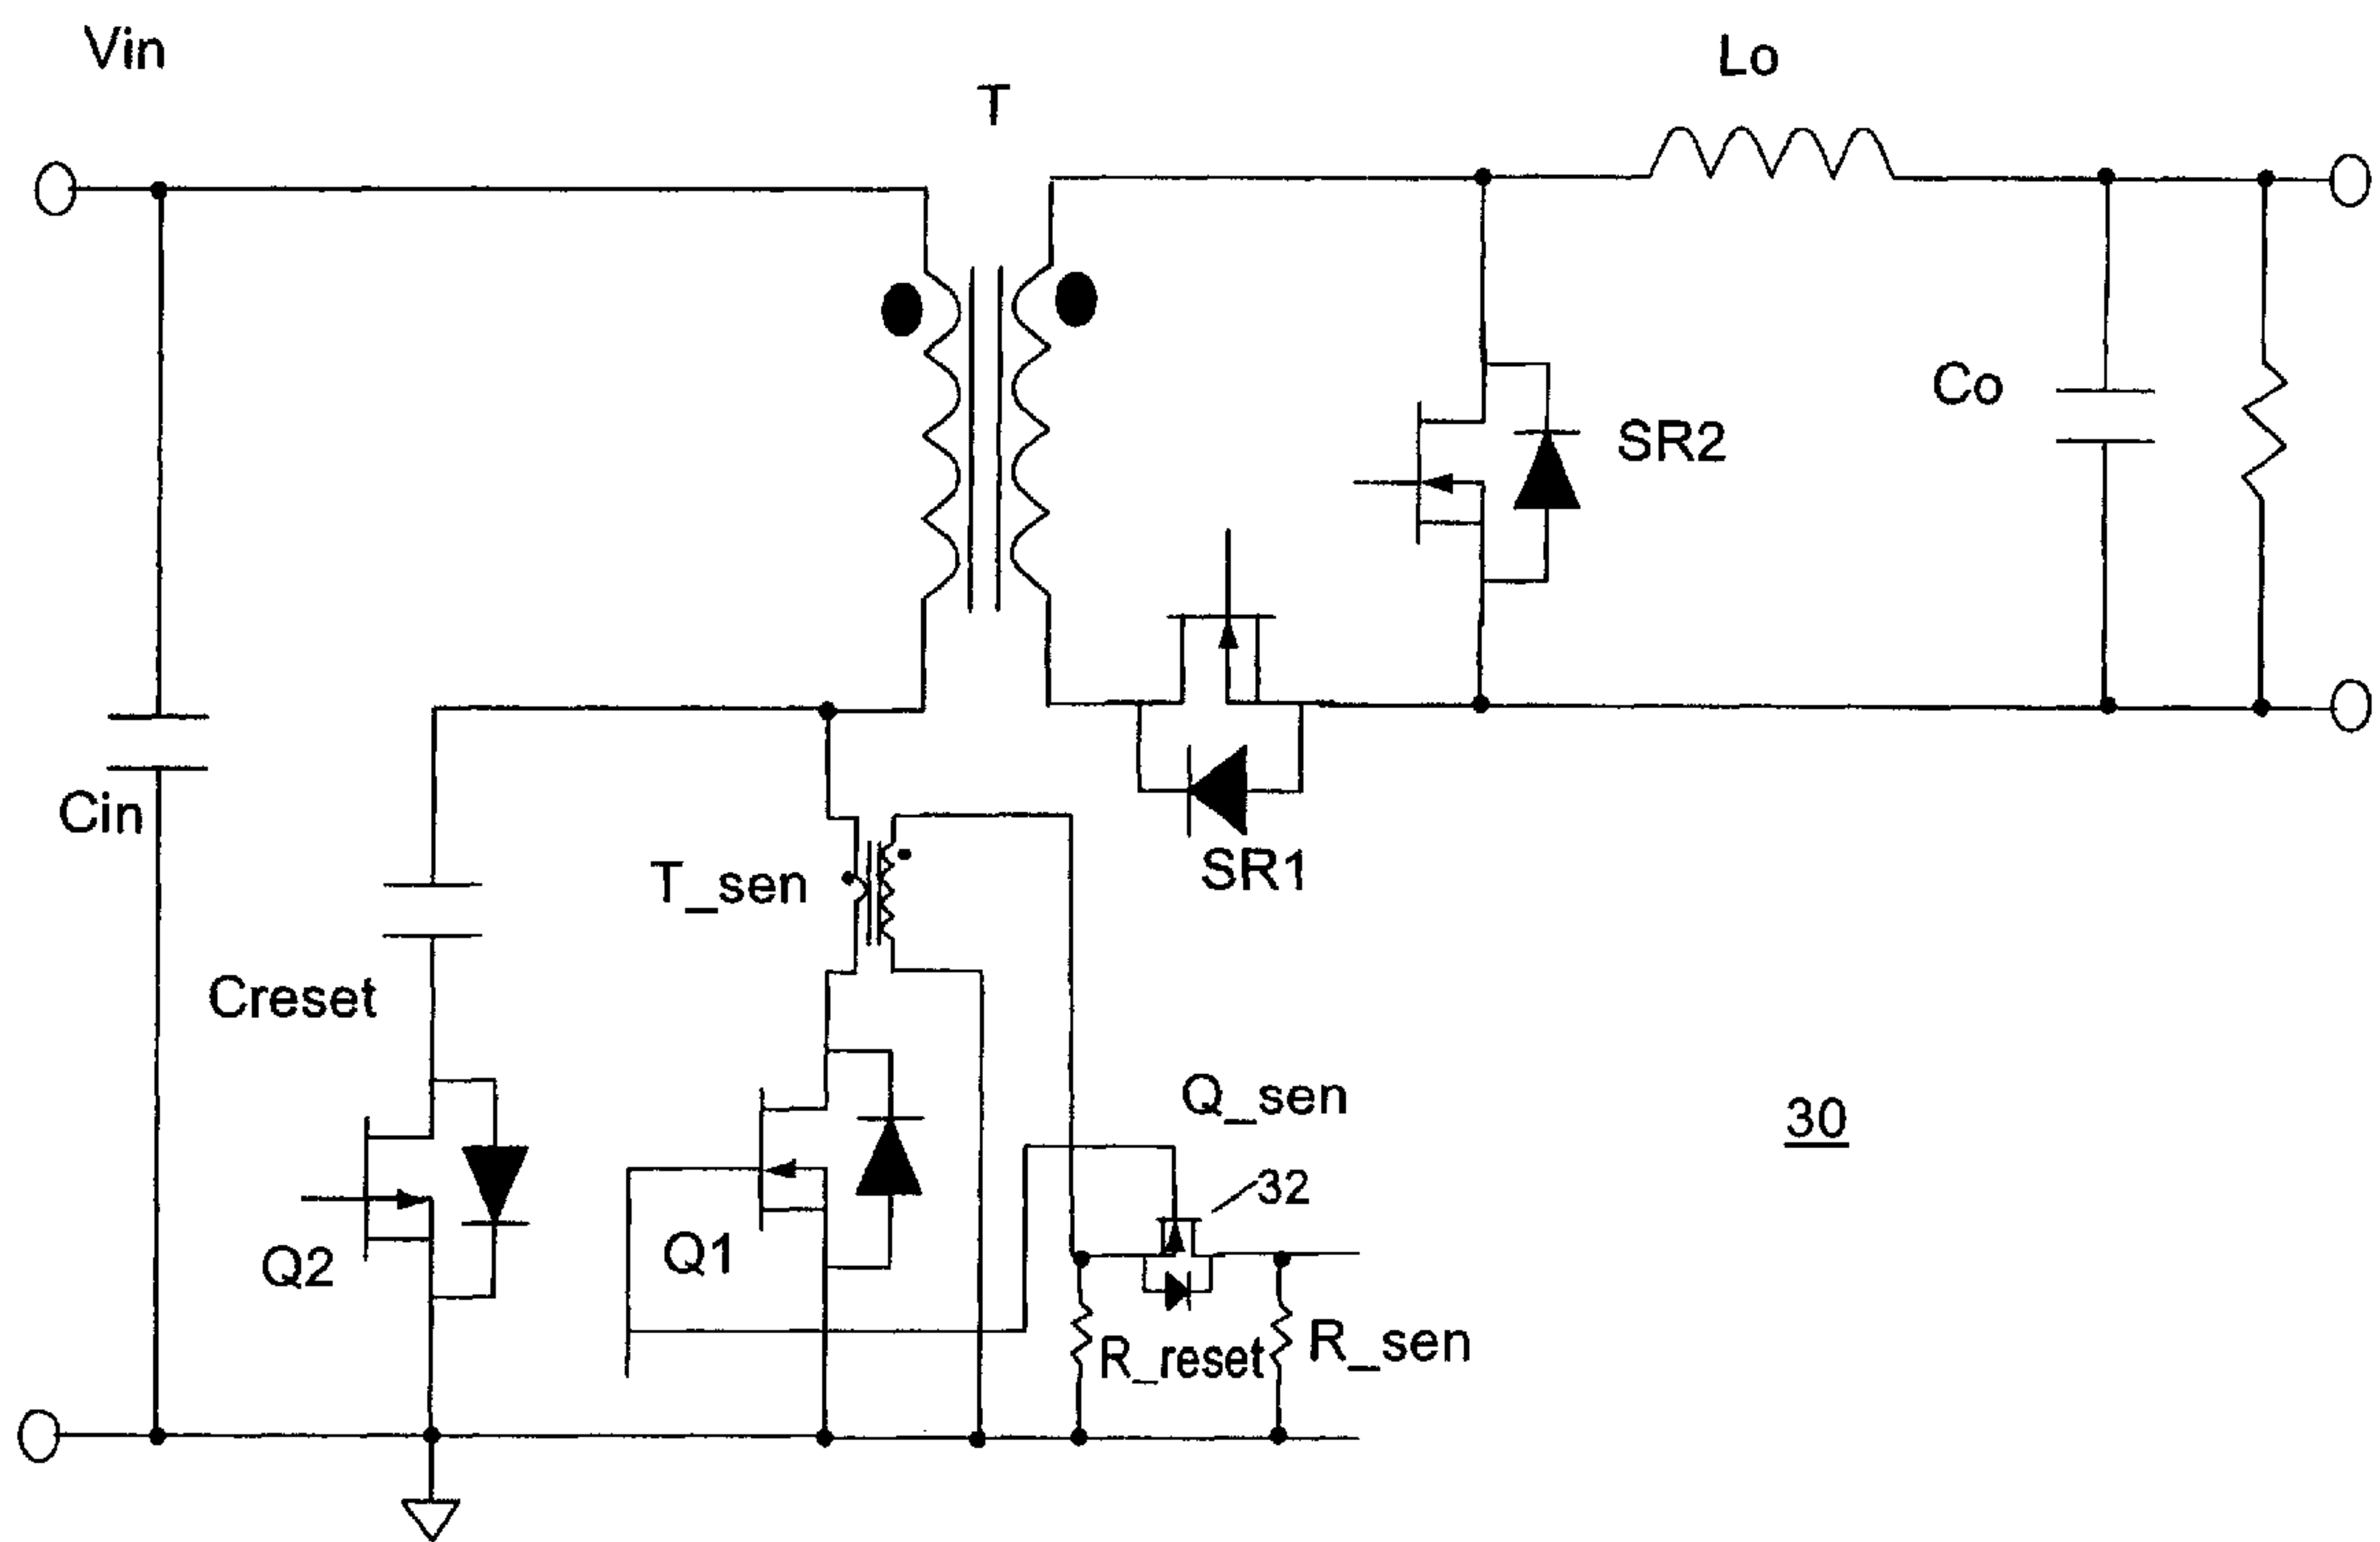 Vin
T
Lo
Co
SR2
Cin
SR1
T_sen
Creset
Q_sen
30
32
Q2
Q1
R_reset
R_sen